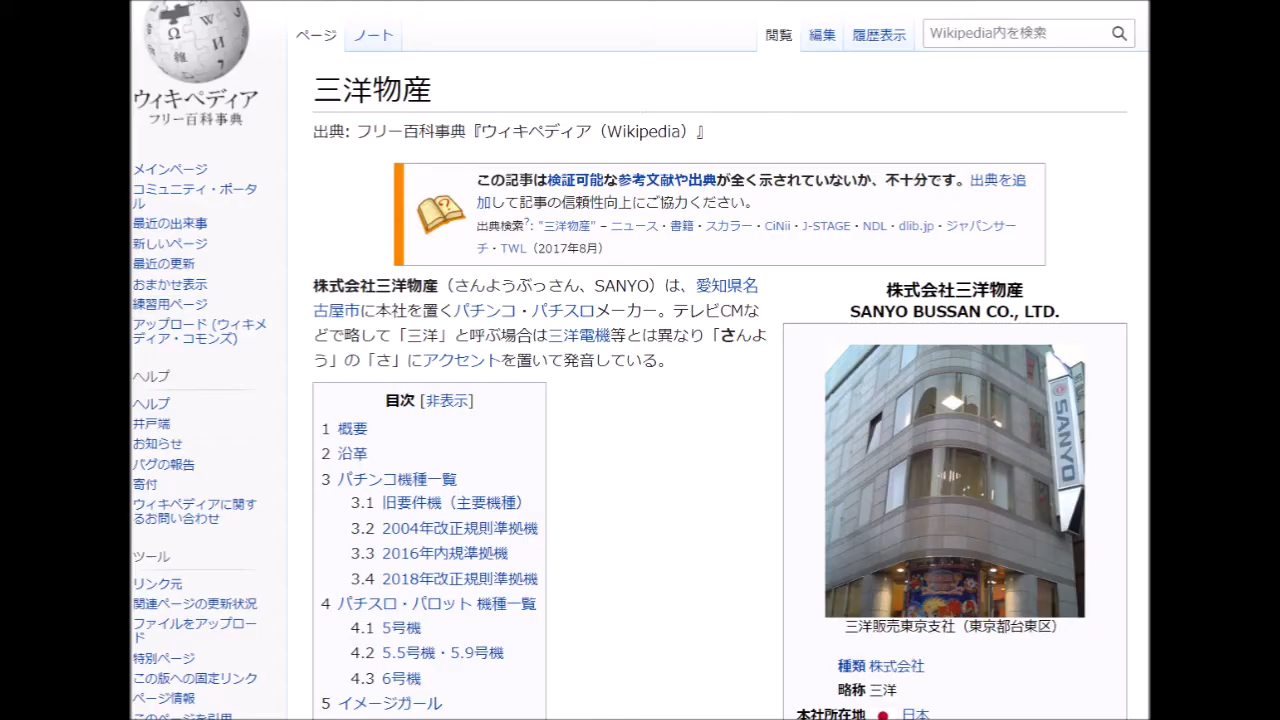 ウィキペディア
フリー百科事典
メインページ
コミュニティ・ポータ
ル
最近の出来事
新しいページ
最近の更新
おまかせ表示
練習用ページ
アップロード (ウィキメ
ディア・コモンズ)
ヘルプ
ヘルプ
井戸端
お知らせ
バグの報告
寄付
ウィキペディアに関す
るお問い合わせ
ツール
リンク元
関連ページの更新状況
ファイルをアップロー
ド
特別ページ
この版への固定リンク
ページ情報
このページを引用
ページ ノート 閲覧 編集 履歴表示 Wikipedia内を検索
三洋物産
出典: フリー百科事典『ウィキペディア（Wikipedia）』
この記事は検証可能な参考文献や出典が全く示されていないか、不十分です。出典を追
加して記事の信頼性向上にご協力ください。
出典検索?: "三洋物産" – ニュース・書籍・スカラー・CiNii・J-STAGE・NDL・dlib.jp・ジャパンサー
チ・TWL（2017年8月）
株式会社三洋物産（さんようぶっさん、SANYO）は、愛知県名
古屋市に本社を置くパチンコ・パチスロメーカー。テレビCMな
どで略して「三洋」と呼ぶ場合は三洋電機等とは異なり「さんよ
う」の「さ」にアクセントを置いて発音している。
目次 [非表示]
1 概要
2 沿革
3 パチンコ機種一覧
3.1 旧要件機（主要機種）
3.2 2004年改正規則準拠機
3.3 2016年内規準拠機
3.4 2018年改正規則準拠機
4 パチスロ・パロット 機種一覧
4.1 5号機
4.2 5.5号機・5.9号機
4.3 6号機
5 イメージガール
株式会社三洋物産
SANYO BUSSAN CO., LTD.
SANYO
三洋販売東京支社（東京都台東区）
種類 株式会社
略称 三洋
本社所在地 日本